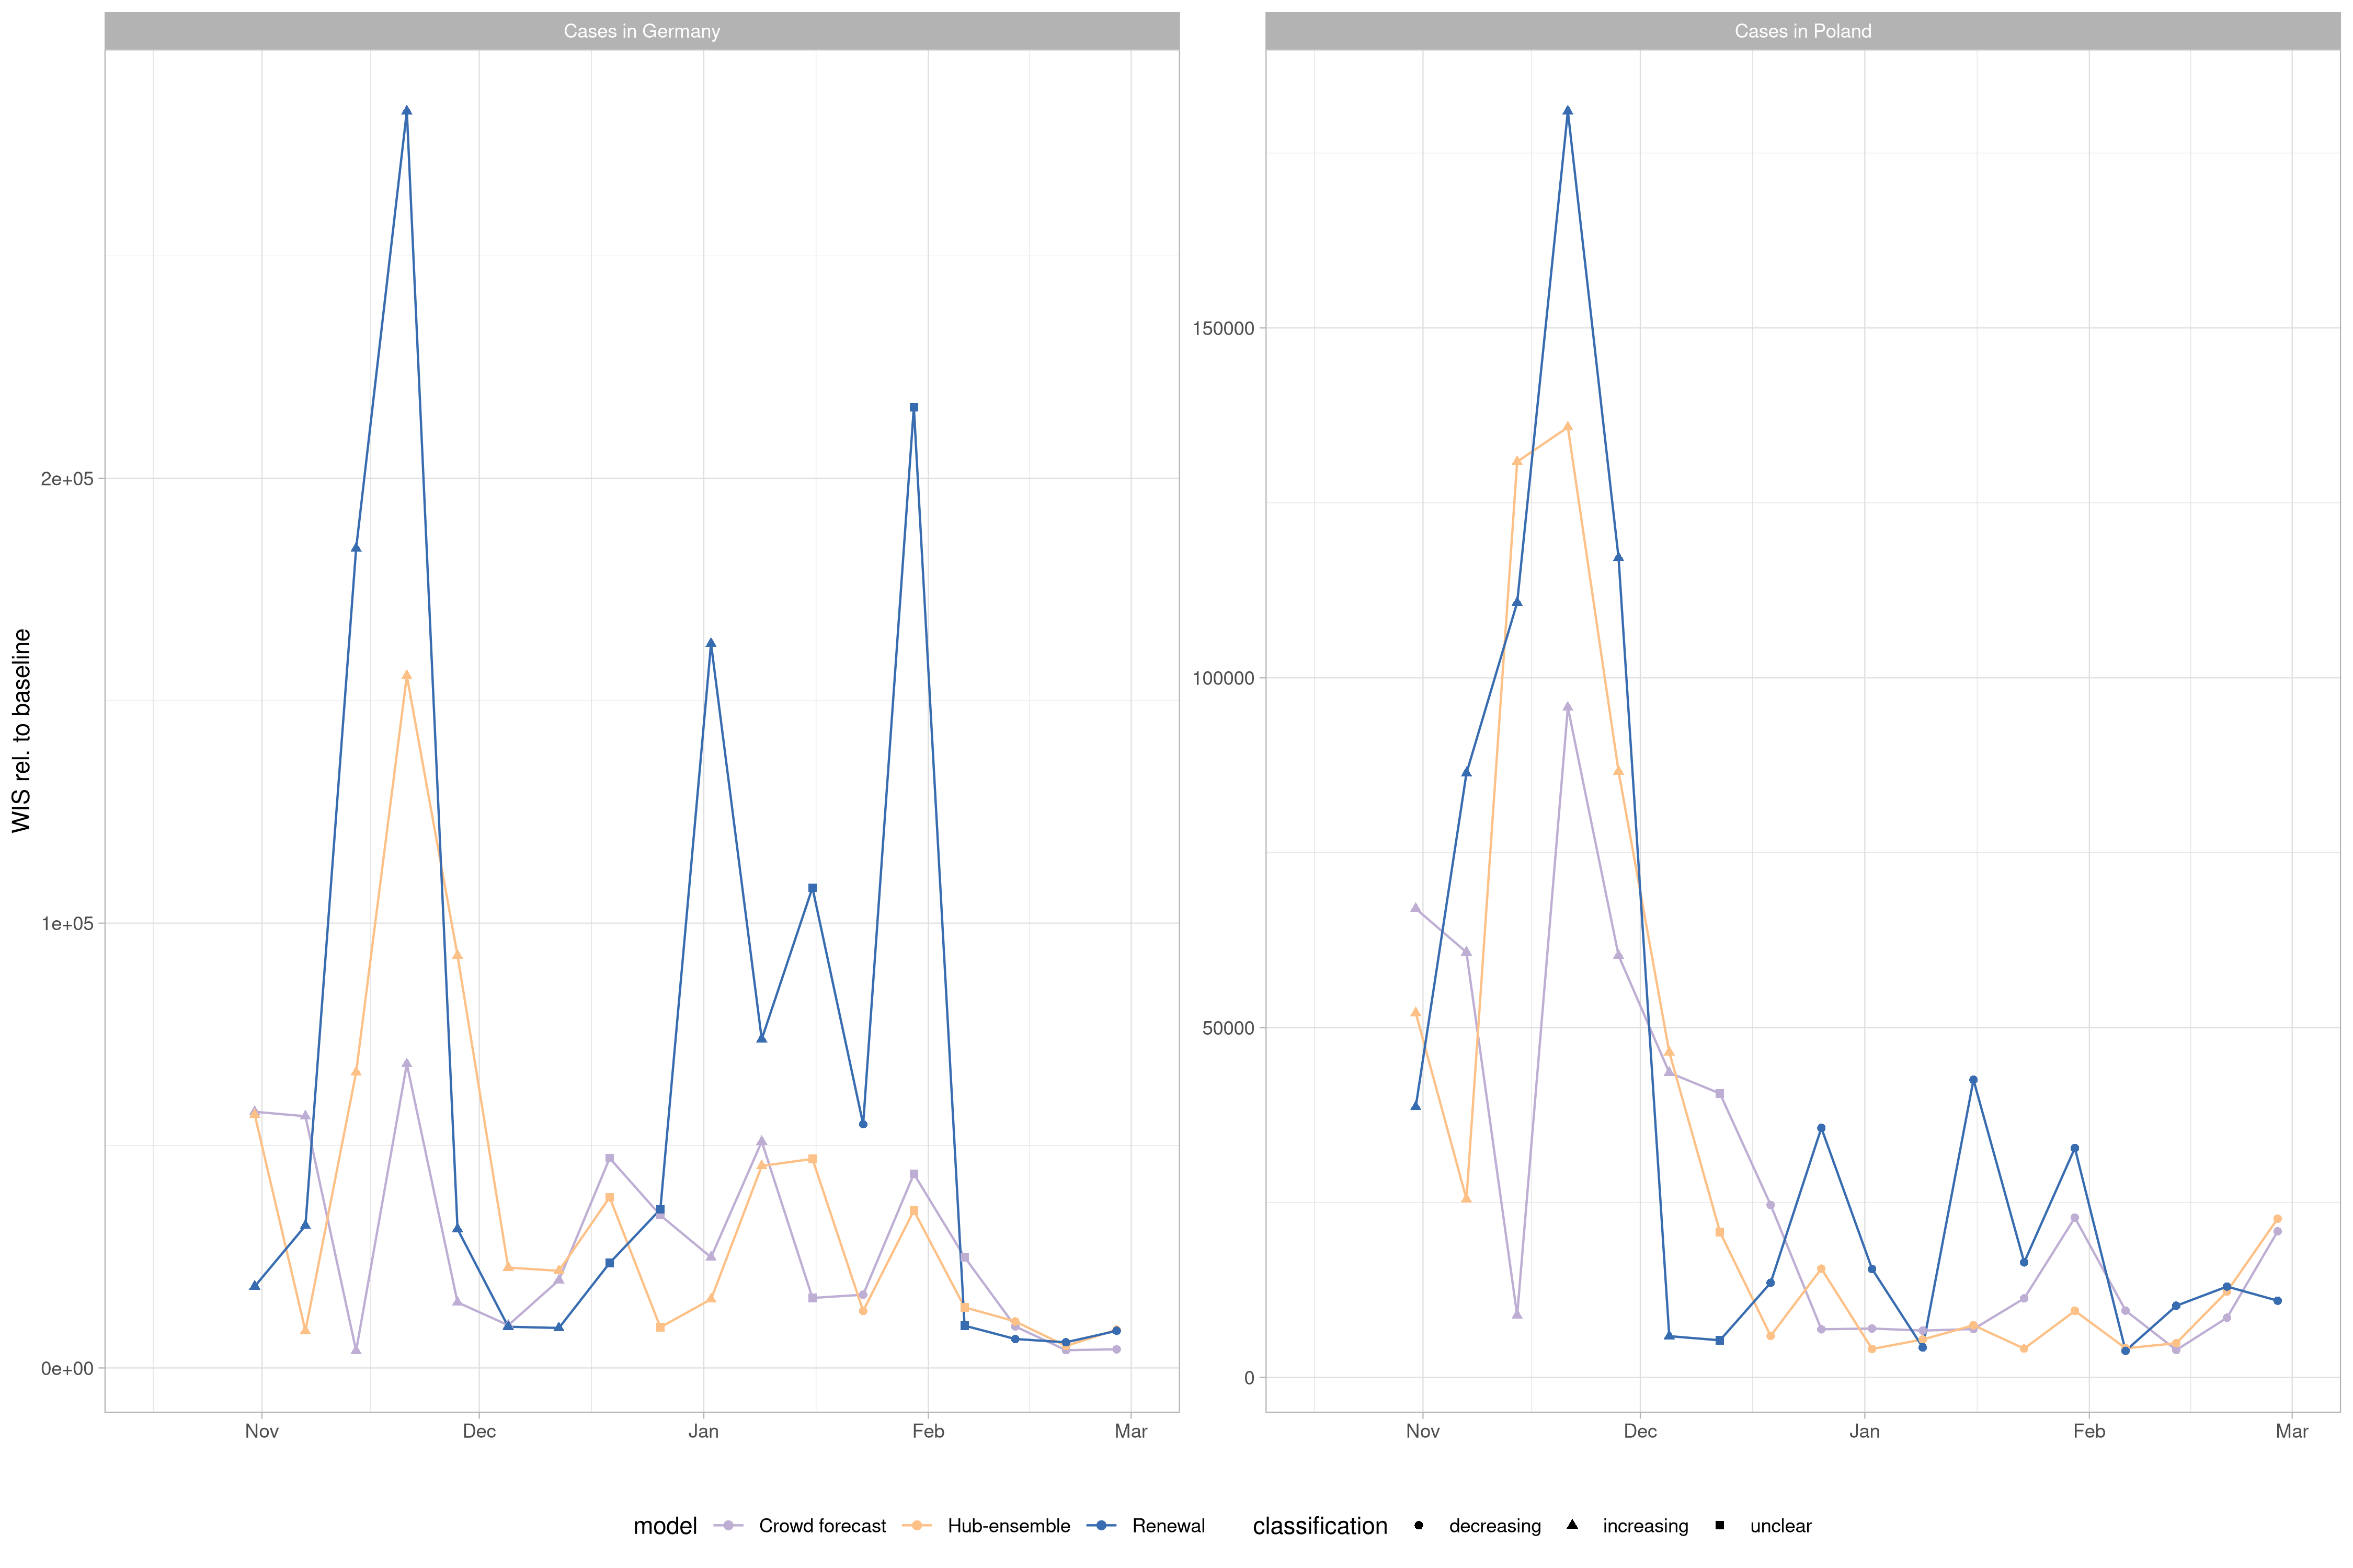 Cases in Germany
Cases in Poland
WIS rel. to baseline
2e+05
1e+05
0e+00
150000
100000
50000
0
Nov Dec Jan Feb Mar
Nov Dec Jan Feb Mar
model Crowd forecast Hub-ensemble Renewal classification decreasing increasing unclear